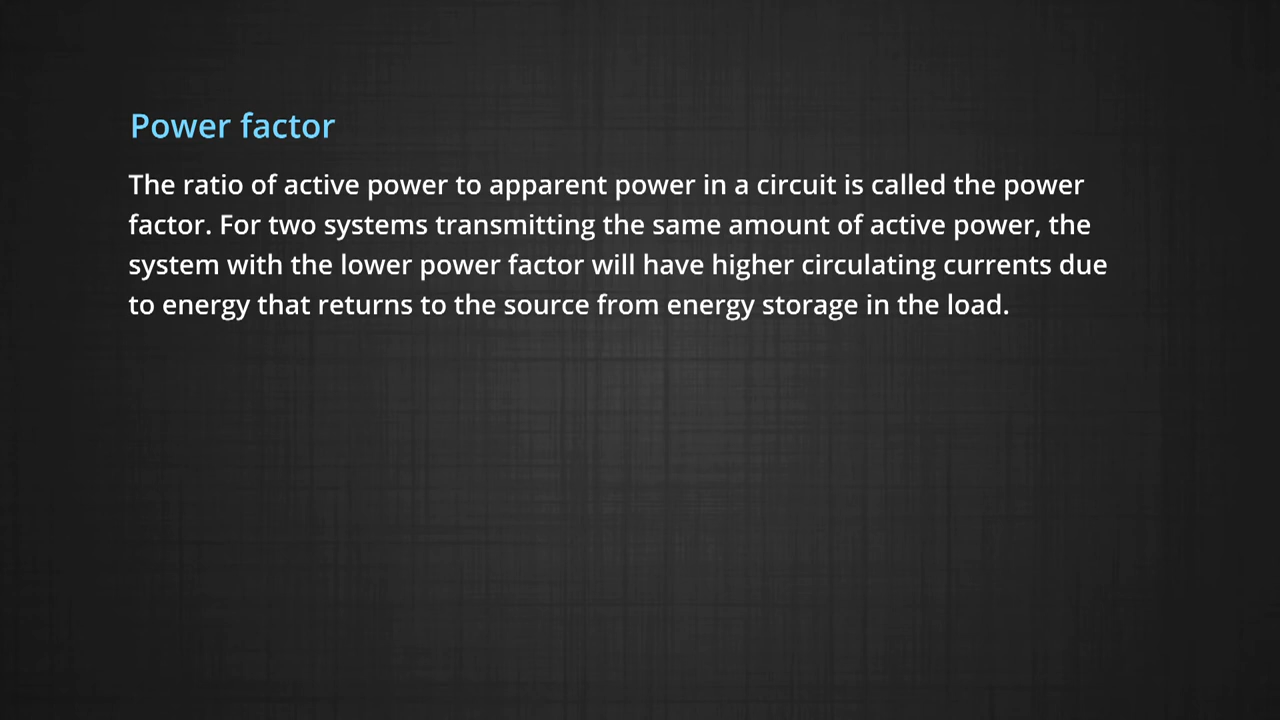 Power factor
The ratio of active power to apparent power in a circuit is called the power
factor. For two systems transmitting the same amount of active power, the
system with the lower power factor will have higher circulating currents due
to energy that returns to the source from energy storage in the load.